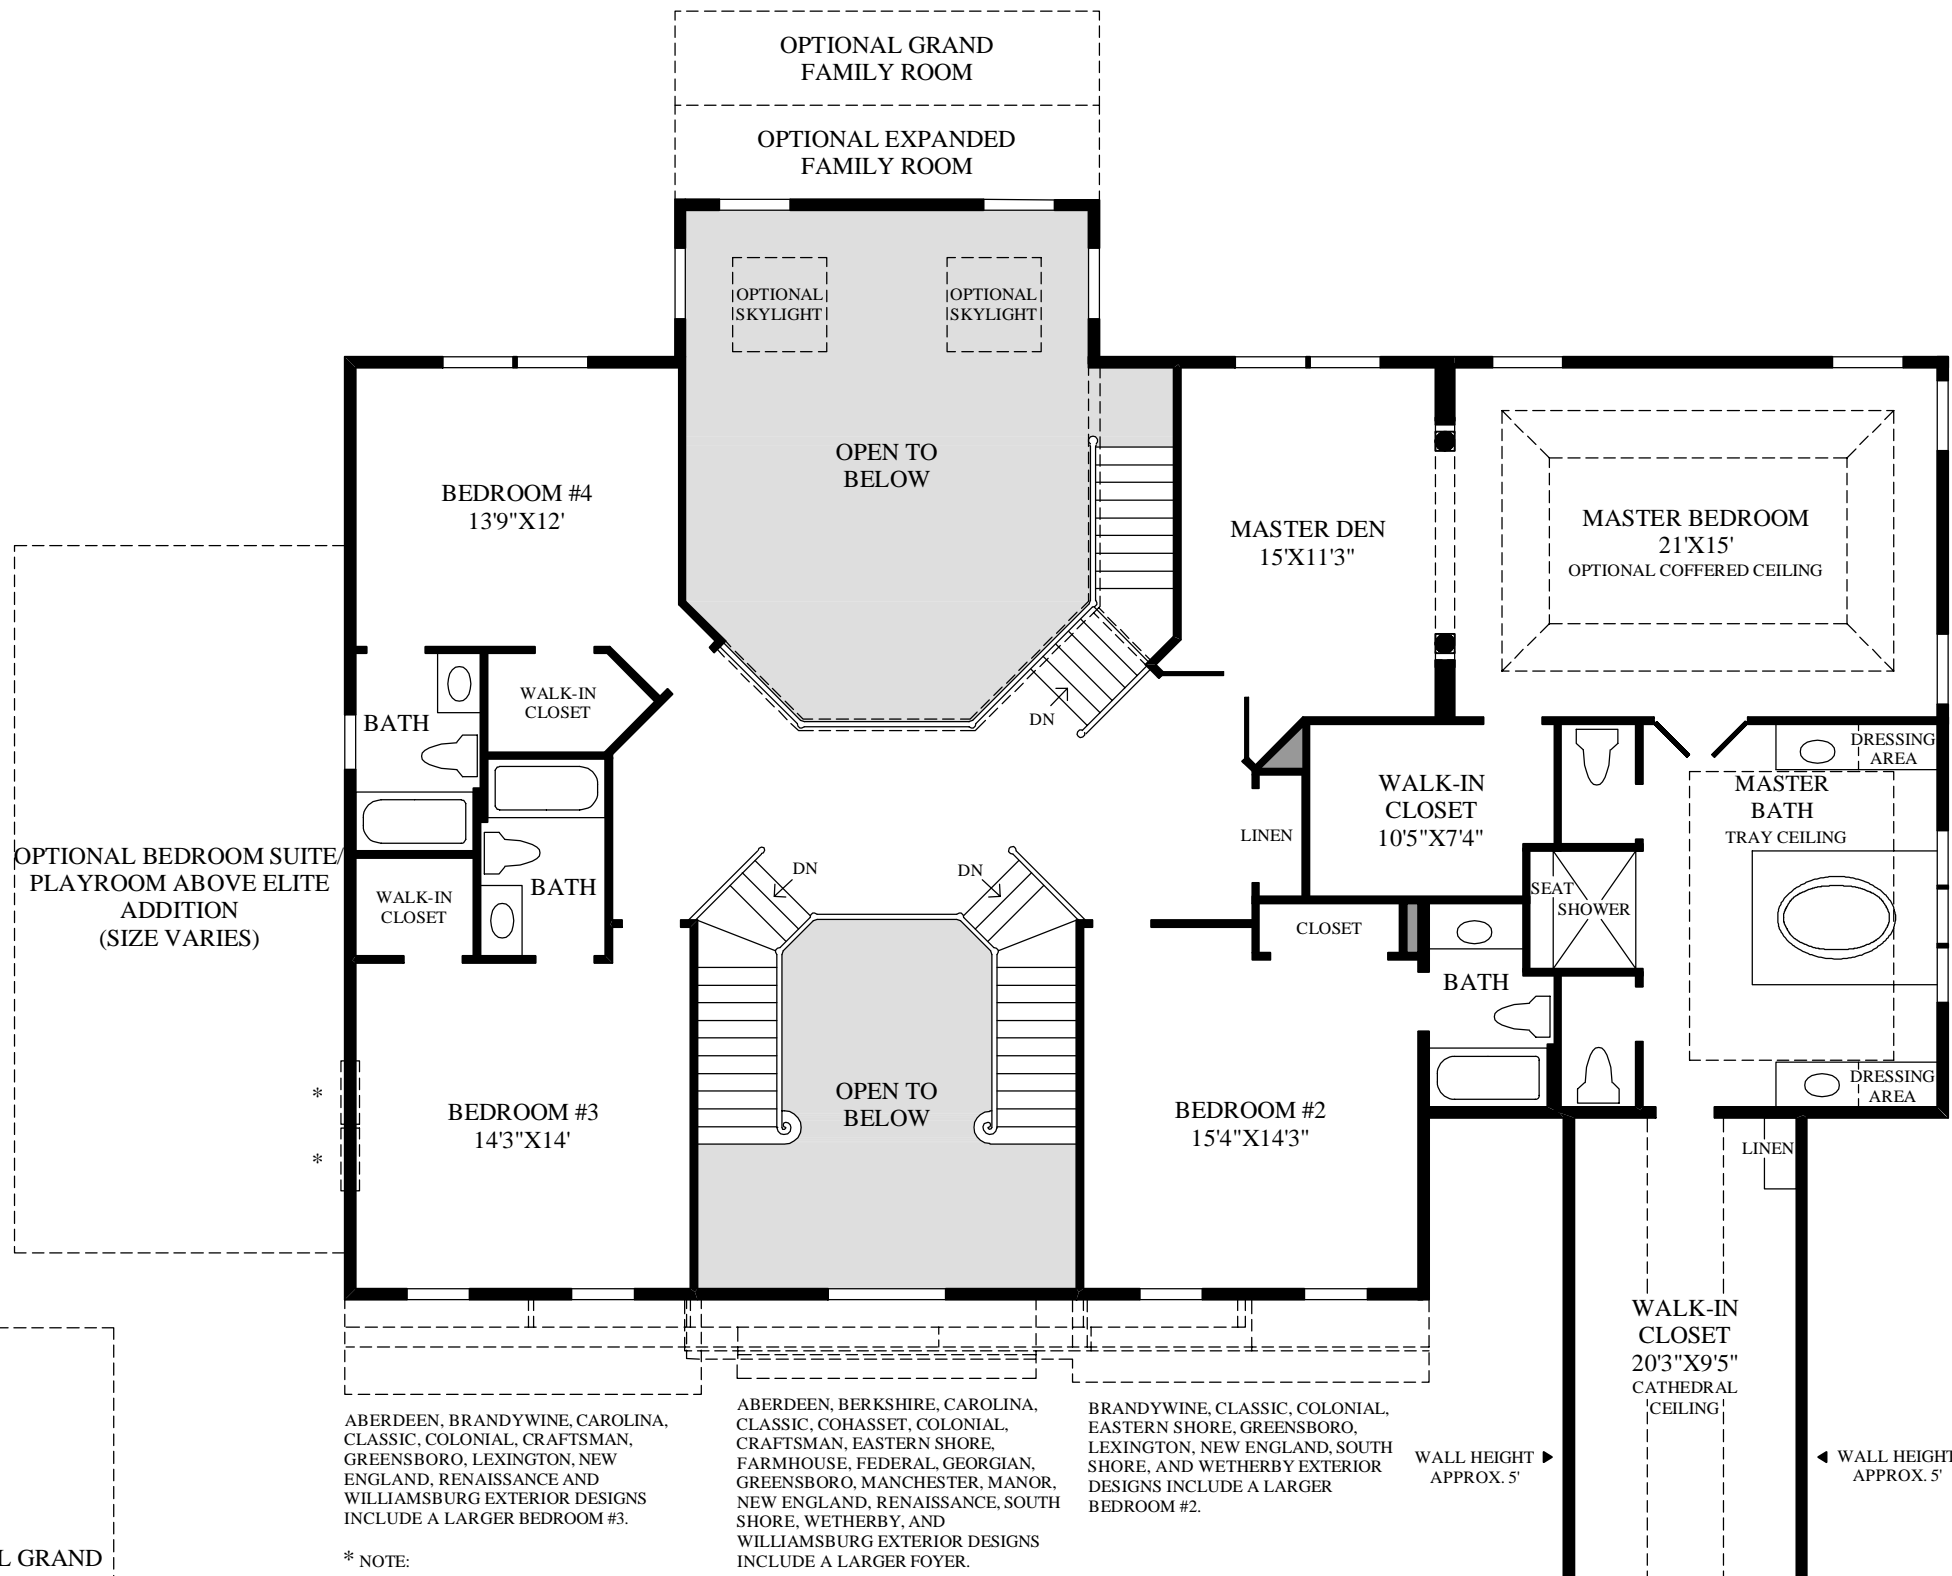 OPTIONAL GRAND
FAMILY ROOM
OPTIONAL EXPANDED
FAMILY ROOM
OPTIONAL
SKYLIGHT
OPTIONAL
SKYLIGHT
OPEN TO
BELOW
BEDROOM #4
13'9"X12'
MASTER DEN
15'X11'3"
MASTER BEDROOM
21'X15'
OPTIONAL COFFERED CEILING
WALK-IN
CLOSET
BATH
DN
DRESSING
AREA
MASTER
BATH
TRAY CEILING
WALK-IN
CLOSET
10'5"X7'4"
LINEN
OPTIONAL BEDROOM SUITE/
PLAYROOM ABOVE ELITE
ADDITION
(SIZE VARIES)
WALK-IN
CLOSET
BATH
DN
DN
CLOSET
SEAT
SHOWER
BATH
DRESSING
AREA
*
*
BEDROOM #3
14'3"X14'
OPEN TO
BELOW
BEDROOM #2
15'4"X14'3"
LINEN
WALK-IN
CLOSET
20'3"X9'5"
CATHEDRAL
CEILING
WALL HEIGHT
APPROX. 5'
WALL HEIGHT
APPROX. 5'
ABERDEEN, BRANDYWINE, CAROLINA,
CLASSIC, COLONIAL, CRAFTSMAN,
GREENSBORO, LEXINGTON, NEW
ENGLAND, RENAISSANCE AND
WILLIAMSBURG EXTERIOR DESIGNS
INCLUDE A LARGER BEDROOM #3.
* NOTE:
ABERDEEN, BERKSHIRE, CAROLINA,
CLASSIC, COHASSET, COLONIAL,
CRAFTSMAN, EASTERN SHORE,
FARMHOUSE, FEDERAL, GEORGIAN,
GREENSBORO, MANCHESTER, MANOR,
NEW ENGLAND, RENAISSANCE, SOUTH
SHORE, WETHERBY, AND
WILLIAMSBURG EXTERIOR DESIGNS
INCLUDE A LARGER FOYER.
BRANDYWINE, CLASSIC, COLONIAL,
EASTERN SHORE, GREENSBORO,
LEXINGTON, NEW ENGLAND, SOUTH
SHORE, AND WETHERBY EXTERIOR
DESIGNS INCLUDE A LARGER
BEDROOM #2.
L GRAND